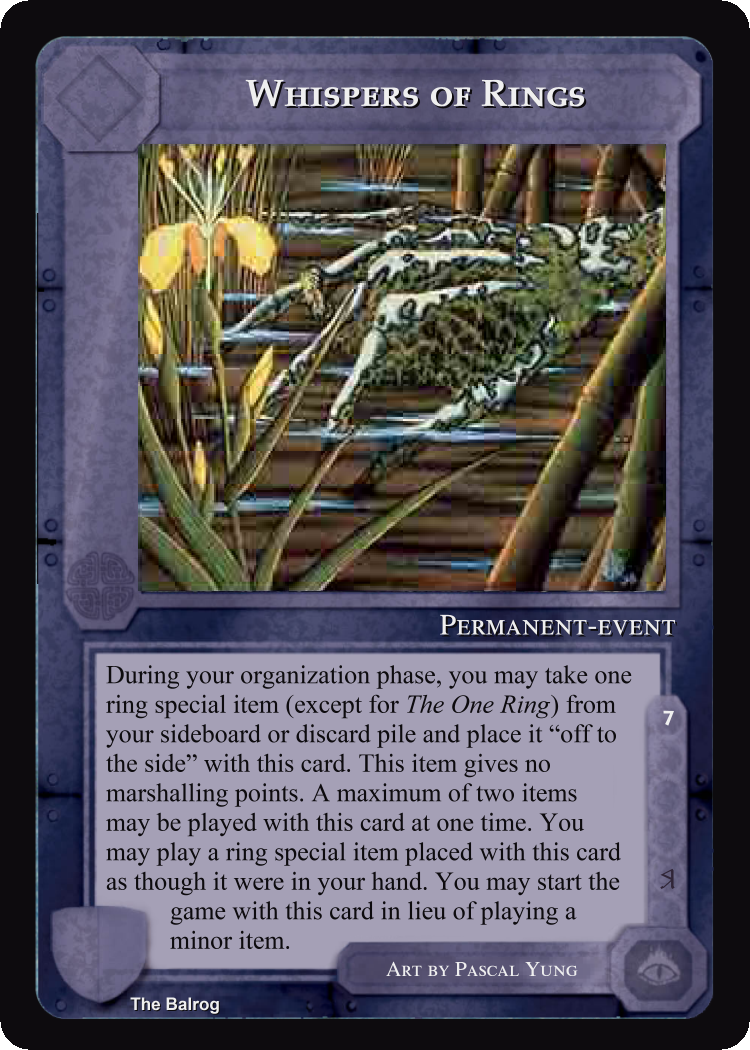 Whispers of Rings
Permanent-event
During your organization phase, you may take one
ring special item (except for The One Ring) from
your sideboard or discard pile and place it “off to
the side” with this card. This item gives no
marshalling points. A maximum of two items
may be played with this card at one time. You
may play a ring special item placed with this card
as though it were in your hand. You may start the
game with this card in lieu of playing a
minor item.
7
Art by Pascal Yung
The Balrog